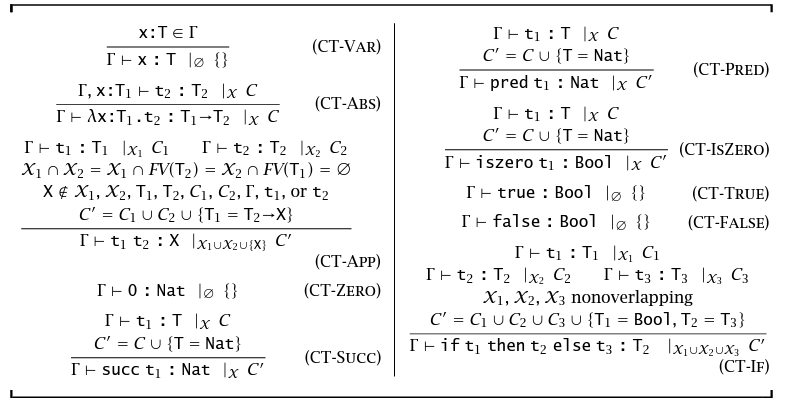 x:T ∈ Γ
Γ ⊢ x : T |∅ {}
(CT-VAR)
Γ, x:T₁ ⊢ t₂ : T₂ |X C
Γ ⊢ λx:T₁.t₂ : T₁→T₂ |X C
(CT-ABS)
Γ ⊢ t₁ : T₁ |X₁ C₁ Γ ⊢ t₂ : T₂ |X₂ C₂
X₁ ∩ X₂ = X₁ ∩ FV(T₂) = X₂ ∩ FV(T₁) = ∅
X ∉ X₁, X₂, T₁, T₂, C₁, C₂, Γ, t₁, or t₂
C′ = C₁ ∪ C₂ ∪ {T₁ = T₂→X}
Γ ⊢ t₁ t₂ : X |X₁∪X₂∪{X} C′
(CT-APP)
Γ ⊢ 0 : Nat |∅ {} (CT-ZERO)
Γ ⊢ t₁ : T |X C
C′ = C ∪ {T = Nat}
Γ ⊢ succ t₁ : Nat |X C′
(CT-SUCC)
Γ ⊢ t₁ : T |X C
C′ = C ∪ {T = Nat}
Γ ⊢ pred t₁ : Nat |X C′
(CT-PRED)
Γ ⊢ t₁ : T |X C
C′ = C ∪ {T = Nat}
Γ ⊢ iszero t₁ : Bool |X C′
(CT-ISZERO)
Γ ⊢ true : Bool |∅ {} (CT-TRUE)
Γ ⊢ false : Bool |∅ {} (CT-FALSE)
Γ ⊢ t₁ : T₁ |X₁ C₁
Γ ⊢ t₂ : T₂ |X₂ C₂ Γ ⊢ t₃ : T₃ |X₃ C₃
X₁, X₂, X₃ nonoverlapping
C′ = C₁ ∪ C₂ ∪ C₃ ∪ {T₁ = Bool, T₂ = T₃}
Γ ⊢ if t₁ then t₂ else t₃ : T₂ |X₁∪X₂∪X₃ C′
(CT-IF)